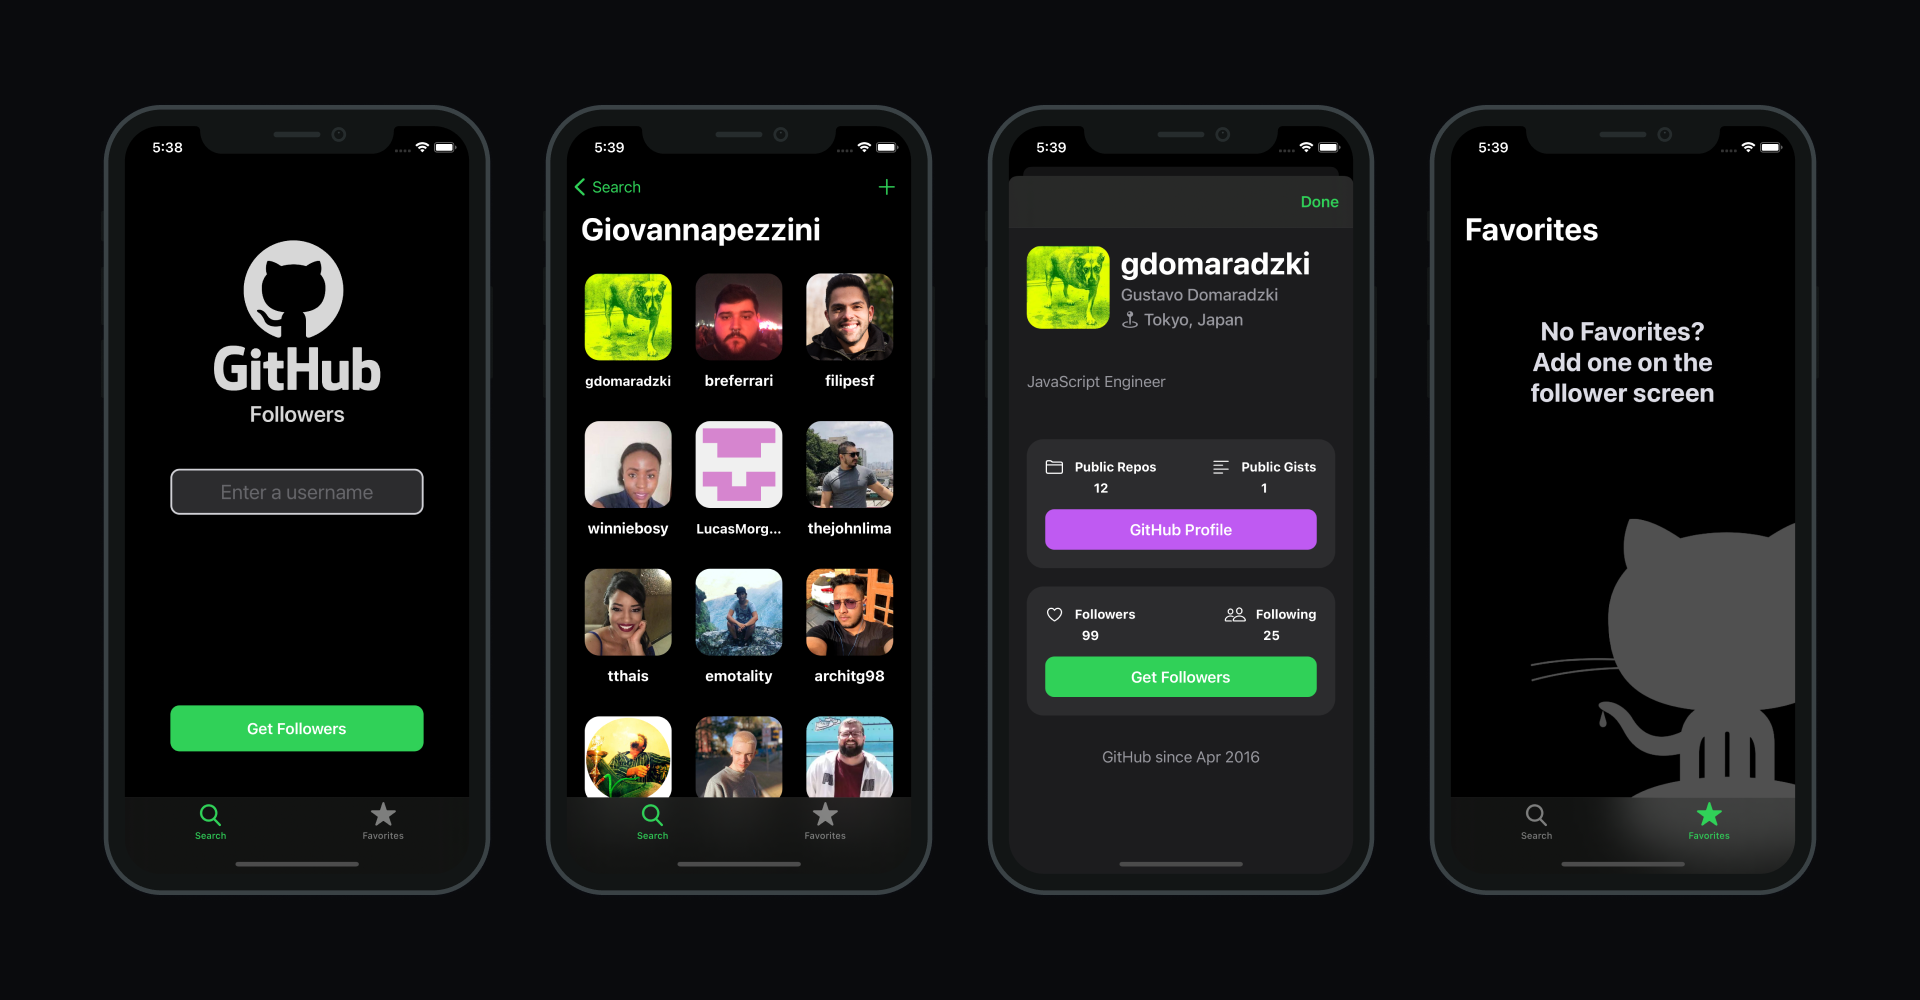 5:38
GitHub
Followers
Enter a username
Get Followers
Search
Favorites
5:39
Search
Giovannapezzini
gdomaradzki
breferrari
filipesf
winniebosy
LucasMorg...
thejohnlima
tthais
emotality
architg98
Search
Favorites
5:39
Done
gdomaradzki
Gustavo Domaradzki
Tokyo, Japan
JavaScript Engineer
Public Repos
12
Public Gists
1
GitHub Profile
Followers
99
Following
25
Get Followers
GitHub since Apr 2016
5:39
Favorites
No Favorites?
Add one on the
follower screen
Search
Favorites